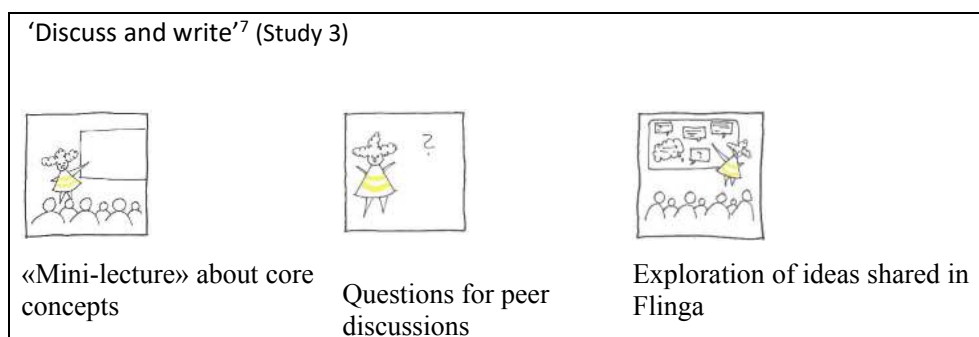 ‘Discuss and write’⁷ (Study 3)
?
«Mini-lecture» about core
concepts
Questions for peer
discussions
Exploration of ideas shared in
Flinga